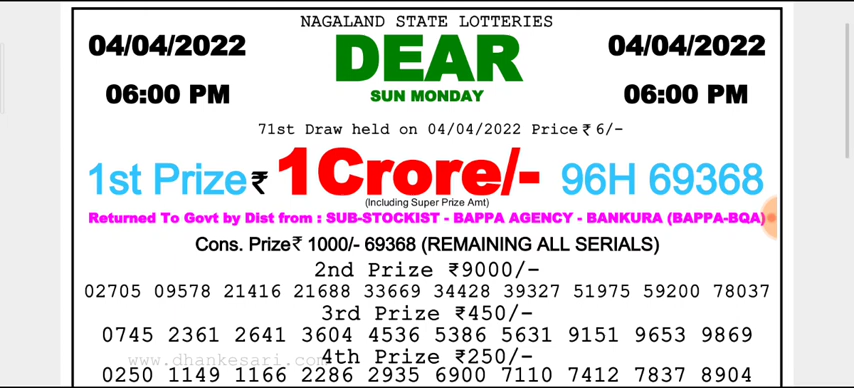 NAGALAND STATE LOTTERIES
04/04/2022 DEAR 04/04/2022
06:00 PM SUN MONDAY 06:00 PM
71st Draw held on 04/04/2022 Price ₹ 6/-
1st Prize ₹ 1Crore/- 96H 69368
(Including Super Prize Amt)
Returned To Govt by Dist from : SUB-STOCKIST - BAPPA AGENCY - BANKURA (BAPPA-BQA)
Cons. Prize ₹ 1000/- 69368 (REMAINING ALL SERIALS)
2nd Prize ₹9000/-
02705 09578 21416 21688 33669 34428 39327 51975 59200 78037
3rd Prize ₹450/-
0745 2361 2641 3604 4536 5386 5631 9151 9653 9869
www.dhankesari.com 4th Prize ₹250/-
0250 1149 1166 2286 2935 6900 7110 7412 7837 8904